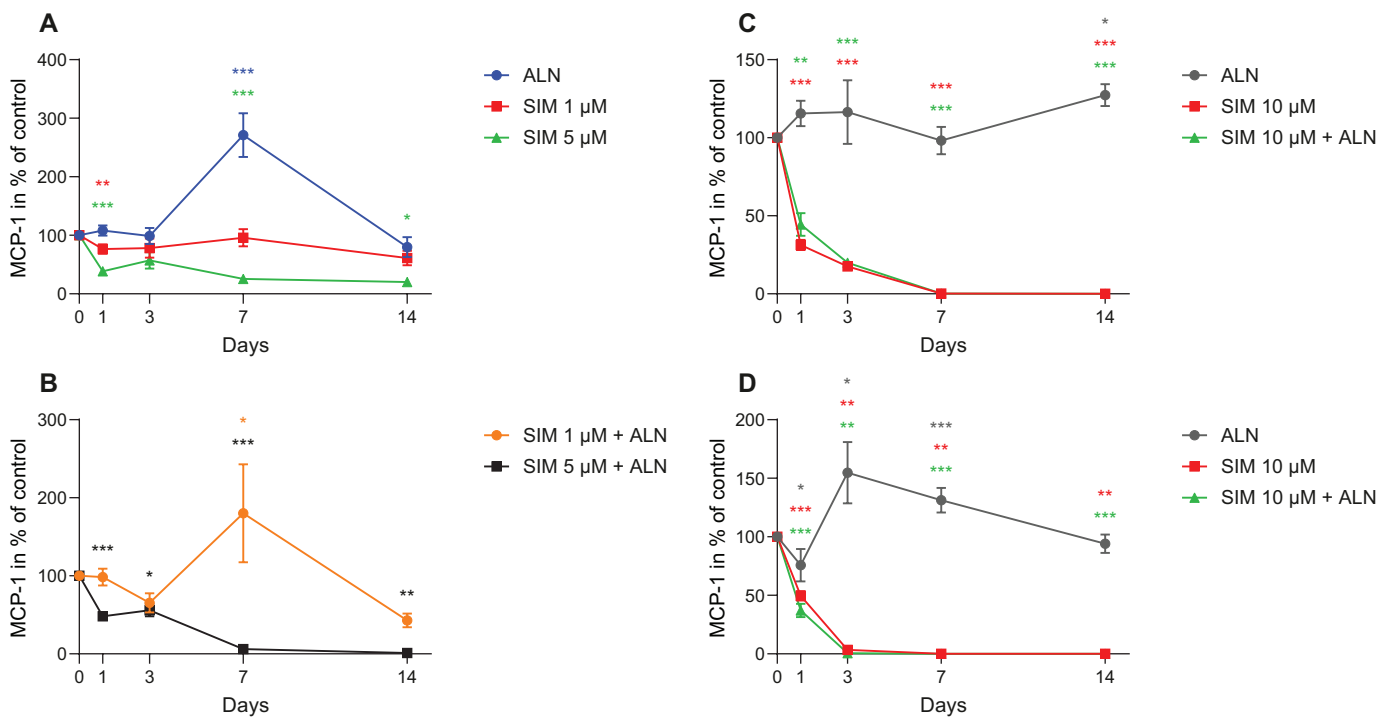 A
MCP-1 in % of control
400
300
200
100
0
** 
***
***
***
*
0 1 3 7 14
Days
ALN
SIM 1 µM
SIM 5 µM
B
MCP-1 in % of control
300
200
100
0
***
*
*
***
**
0 1 3 7 14
Days
SIM 1 µM + ALN
SIM 5 µM + ALN
C
MCP-1 in % of control
150
100
50
0
**
***
***
***
***
***
*
***
***
0 1 3 7 14
Days
ALN
SIM 10 µM
SIM 10 µM + ALN
D
MCP-1 in % of control
200
150
100
50
0
*
***
***
*
**
**
***
**
***
**
***
0 1 3 7 14
Days
ALN
SIM 10 µM
SIM 10 µM + ALN